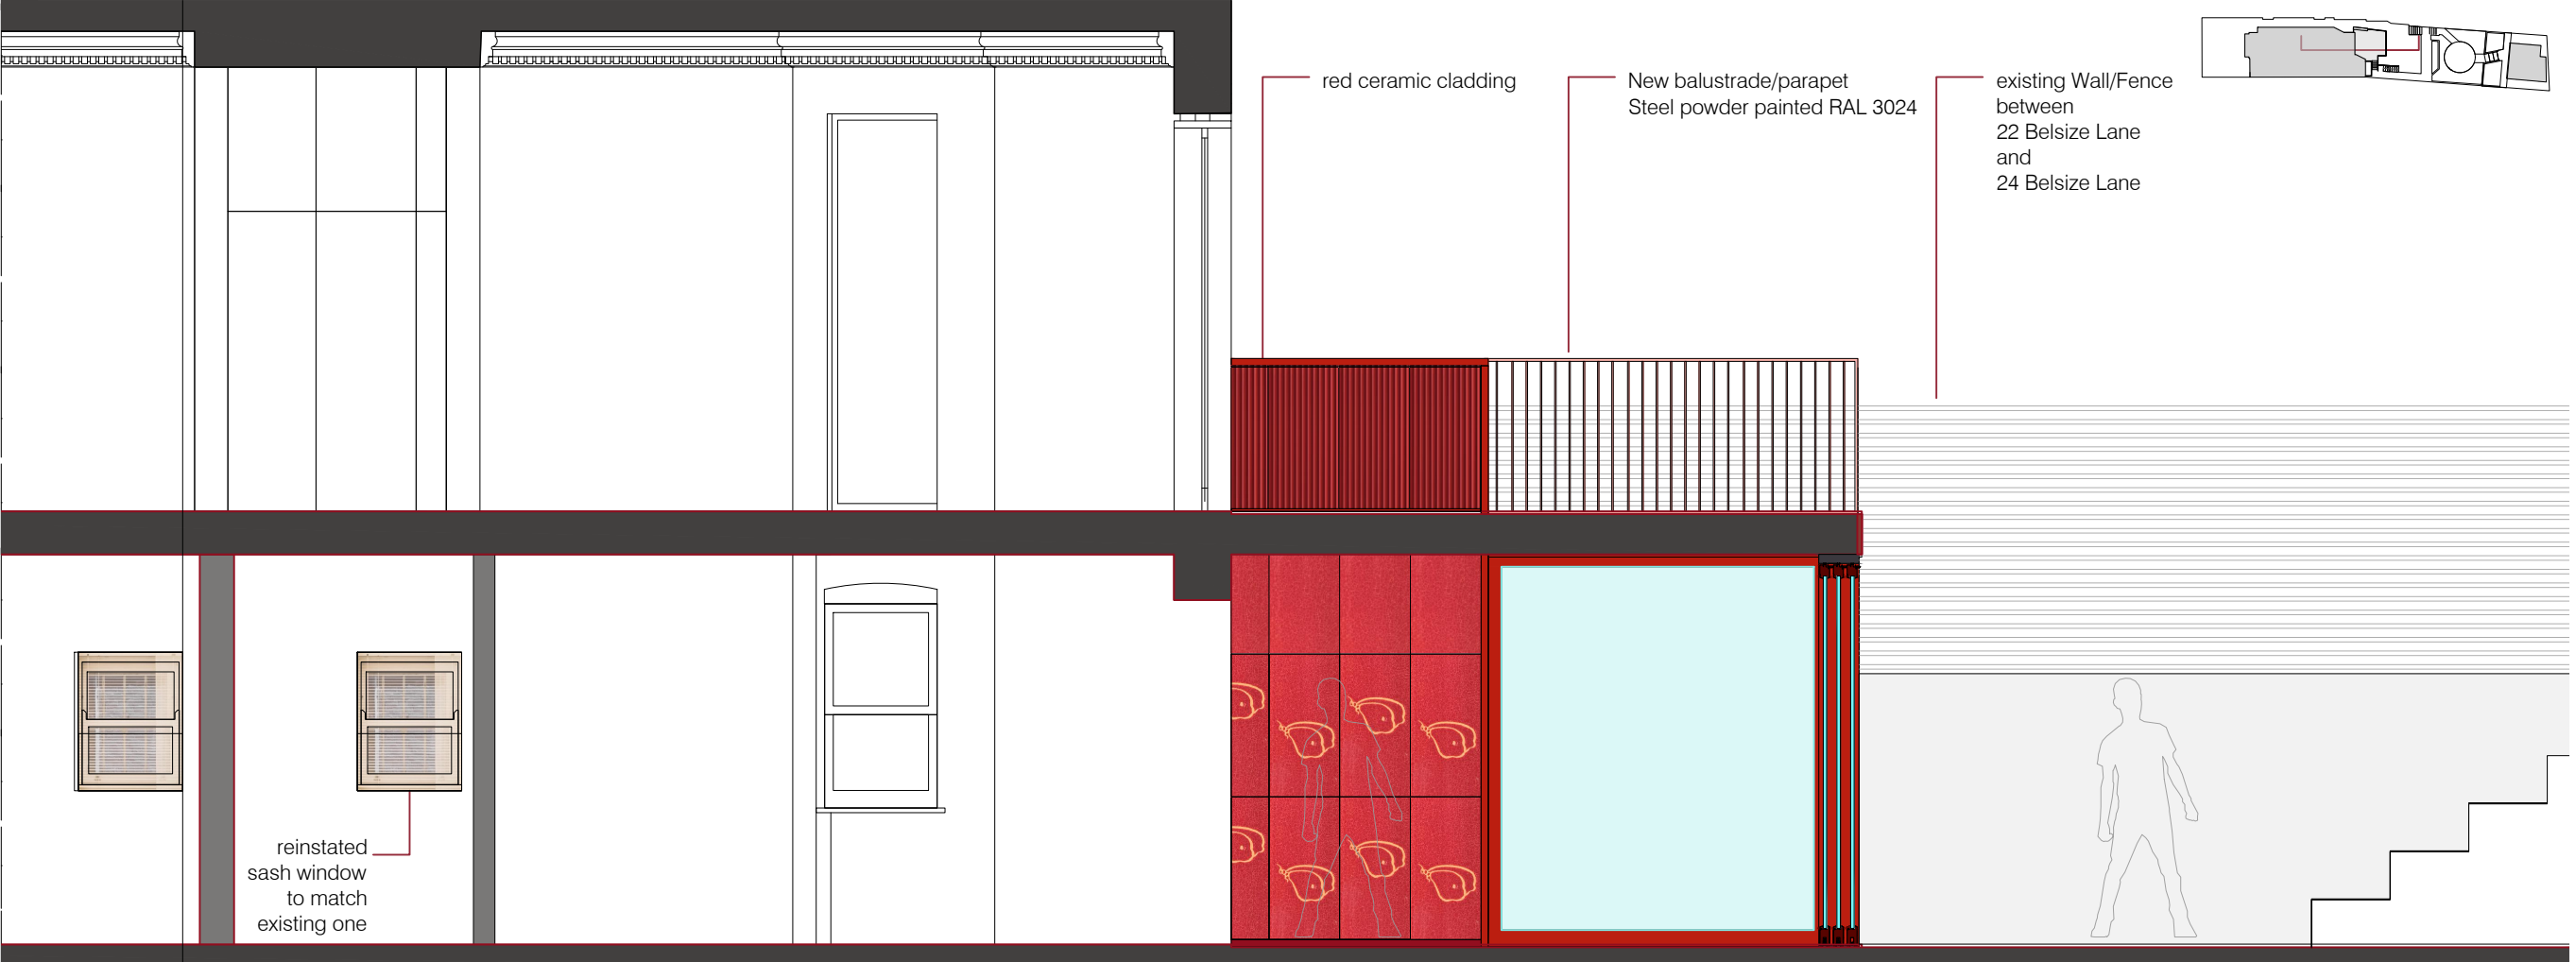 red ceramic cladding
New balustrade/parapet
Steel powder painted RAL 3024
existing Wall/Fence
between
22 Belsize Lane
and
24 Belsize Lane
reinstated
sash window
to match
existing one